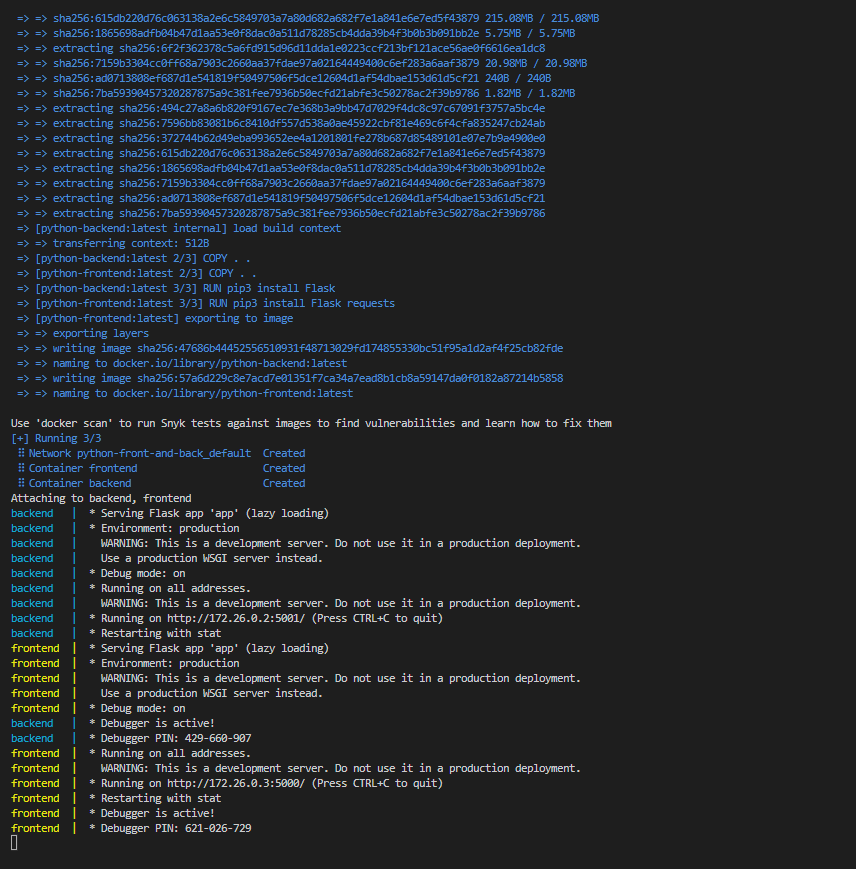 => => sha256:615db220d76c063138a2e6c5849703a7a80d682a682f7e1a841e6e7ed5f43879 215.08MB / 215.08MB
=> => sha256:1865698adfb04b47d1aa53e0f8dac0a511d78285cb4dda39b4f3b0b3b091bb2e 5.75MB / 5.75MB
=> => extracting sha256:6f2f362378c5a6fd915d96d11dda1e0223ccf213bf121ace56ae0f6616ea1dc8
=> => sha256:7159b3304cc0ff68a7903c2660aa37fdae97a02164449400c6ef283a6aaf3879 20.98MB / 20.98MB
=> => sha256:ad0713808ef687d1e541819f50497506f5dce12604d1af54dbae153d61d5cf21 240B / 240B
=> => sha256:7ba59390457320287875a9c381fee7936b50ecfd21abfe3c50278ac2f39b9786 1.82MB / 1.82MB
=> => extracting sha256:494c27a8a6b820f9167ec7e368b3a9bb47d7029f4dc8c97c67091f3757a5bc4e
=> => extracting sha256:7596bb83081b6c8410df557d538a0ae45922cbf81e469c6f4cfa835247cb24ab
=> => extracting sha256:372744b62d49eba993652ee4a1201801fe278b687d85489101e07e7b9a4900e0
=> => extracting sha256:615db220d76c063138a2e6c5849703a7a80d682a682f7e1a841e6e7ed5f43879
=> => extracting sha256:1865698adfb04b47d1aa53e0f8dac0a511d78285cb4dda39b4f3b0b3b091bb2e
=> => extracting sha256:7159b3304cc0ff68a7903c2660aa37fdae97a02164449400c6ef283a6aaf3879
=> => extracting sha256:ad0713808ef687d1e541819f50497506f5dce12604d1af54dbae153d61d5cf21
=> => extracting sha256:7ba59390457320287875a9c381fee7936b50ecfd21abfe3c50278ac2f39b9786
=> [python-backend:latest internal] load build context
=> => transferring context: 512B
=> [python-backend:latest 2/3] COPY . .
=> [python-frontend:latest 2/3] COPY . .
=> [python-backend:latest 3/3] RUN pip3 install Flask
=> [python-frontend:latest 3/3] RUN pip3 install Flask requests
=> [python-frontend:latest] exporting to image
=> => exporting layers
=> => writing image sha256:47686b44452556510931f48713029fd174855330bc51f95a1d2af4f25cb82fde
=> => naming to docker.io/library/python-backend:latest
=> => writing image sha256:57a6d229c8e7acd7e01351f7ca34a7ead8b1cb8a59147da0f0182a87214b5858
=> => naming to docker.io/library/python-frontend:latest
Use 'docker scan' to run Snyk tests against images to find vulnerabilities and learn how to fix them
[+] Running 3/3
⠿ Network python-front-and-back_default  Created
⠿ Container frontend                     Created
⠿ Container backend                      Created
Attaching to backend, frontend
backend   |  * Serving Flask app 'app' (lazy loading)
backend   |  * Environment: production
backend   |    WARNING: This is a development server. Do not use it in a production deployment.
backend   |    Use a production WSGI server instead.
backend   |  * Debug mode: on
backend   |  * Running on all addresses.
backend   |    WARNING: This is a development server. Do not use it in a production deployment.
backend   |  * Running on http://172.26.0.2:5001/ (Press CTRL+C to quit)
backend   |  * Restarting with stat
frontend  |  * Serving Flask app 'app' (lazy loading)
frontend  |  * Environment: production
frontend  |    WARNING: This is a development server. Do not use it in a production deployment.
frontend  |    Use a production WSGI server instead.
frontend  |  * Debug mode: on
backend   |  * Debugger is active!
backend   |  * Debugger PIN: 429-660-907
frontend  |  * Running on all addresses.
frontend  |    WARNING: This is a development server. Do not use it in a production deployment.
frontend  |  * Running on http://172.26.0.3:5000/ (Press CTRL+C to quit)
frontend  |  * Restarting with stat
frontend  |  * Debugger is active!
frontend  |  * Debugger PIN: 621-026-729